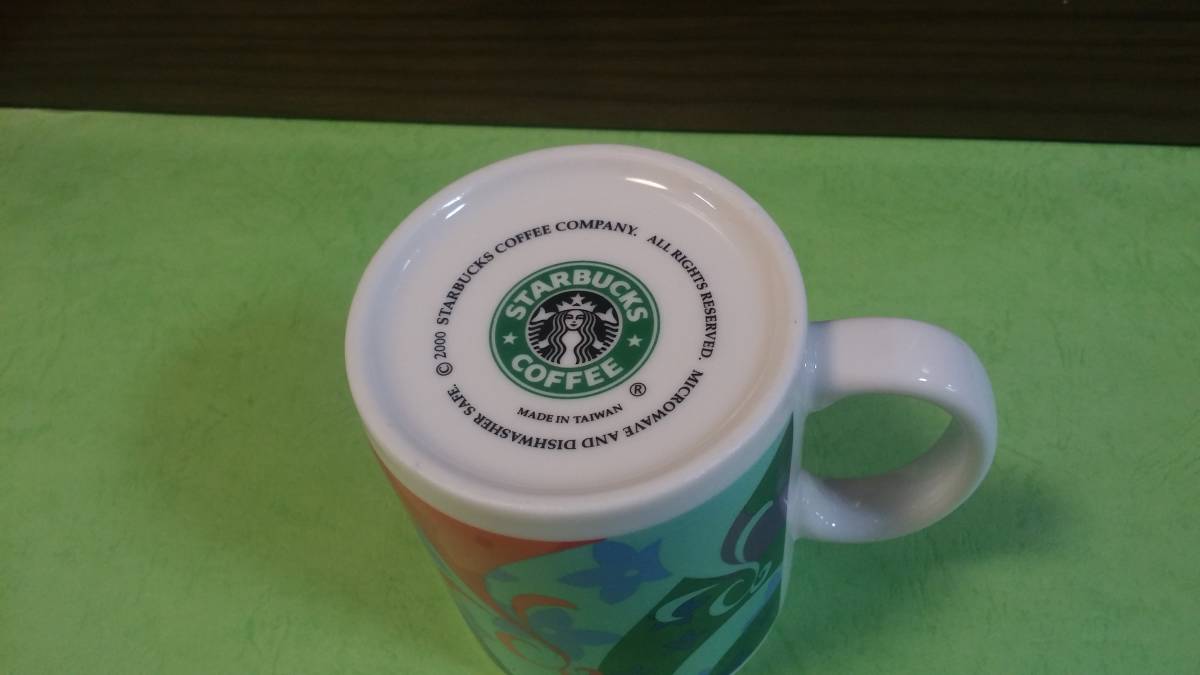 © 2000 STARBUCKS COFFEE COMPANY. ALL RIGHTS RESERVED. MICROWAVE AND DISHWASHER SAFE.
STARBUCKS
COFFEE
®
MADE IN TAIWAN